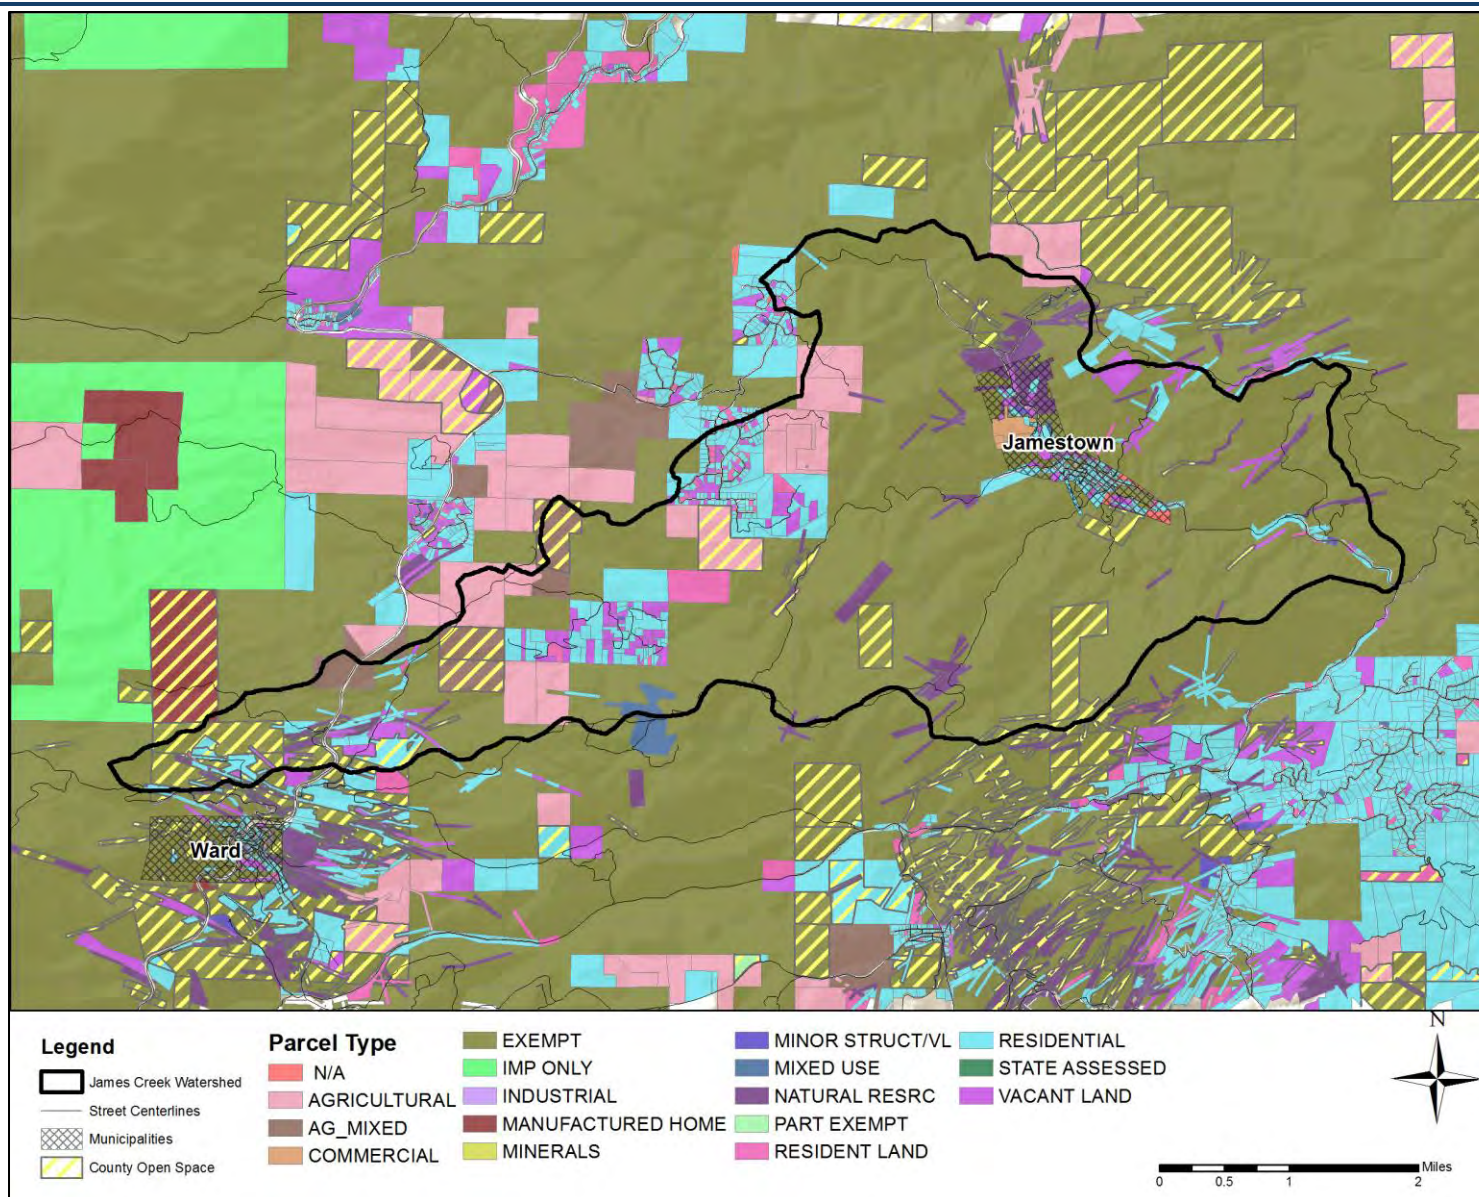 Jamestown
Ward
Legend
James Creek Watershed
Street Centerlines
Municipalities
County Open Space
Parcel Type
N/A
AGRICULTURAL
AG_MIXED
COMMERCIAL
EXEMPT
IMP ONLY
INDUSTRIAL
MANUFACTURED HOME
MINERALS
MINOR STRUCT/VL
MIXED USE
NATURAL RESRC
PART EXEMPT
RESIDENT LAND
RESIDENTIAL
STATE ASSESSED
VACANT LAND
N
Miles
0 0.5 1 2